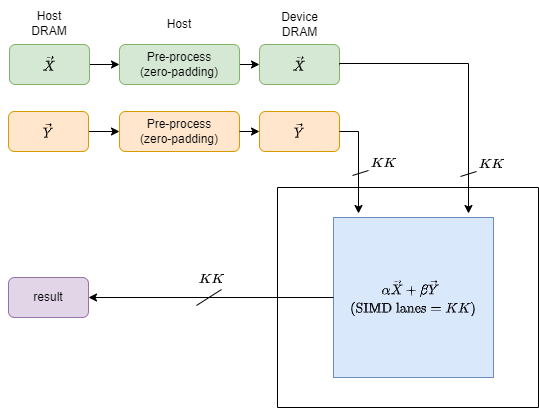 Host
DRAM
Host
Device
DRAM
$\vec{X}$
Pre-process
(zero-padding)
$\vec{X}$
$\vec{Y}$
Pre-process
(zero-padding)
$\vec{Y}$
KK
KK
KK
result
$\alpha\vec{X} + \beta\vec{Y}$
(SIMD lanes = KK)